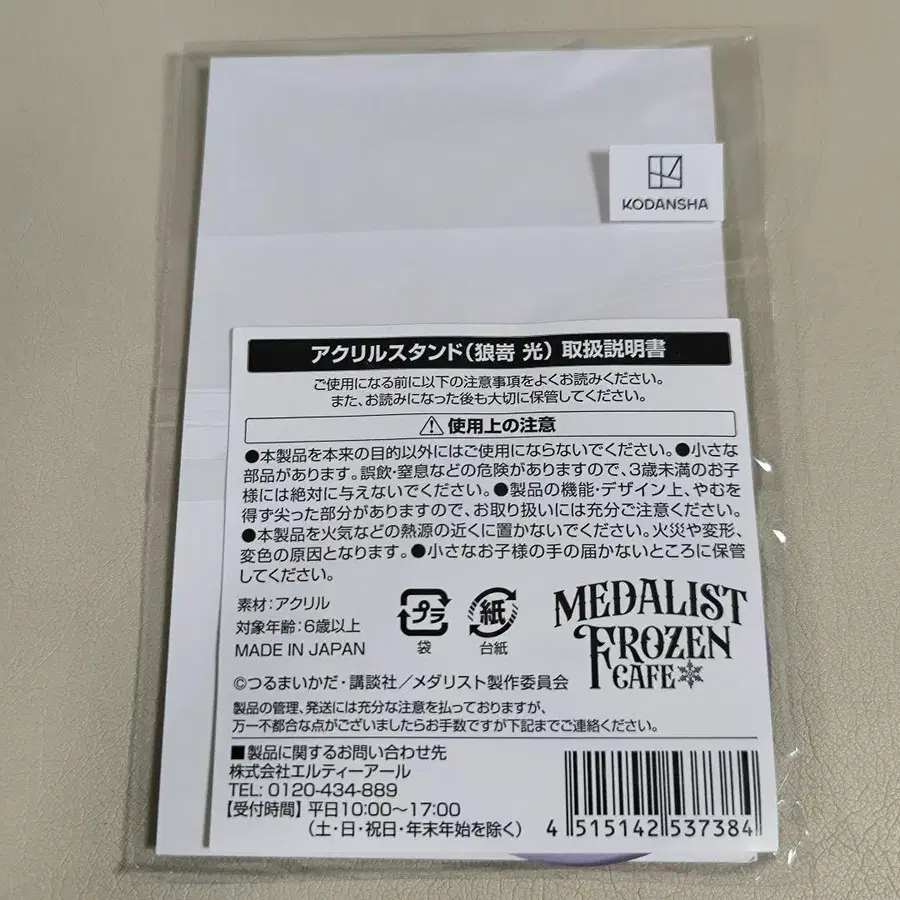 KODANSHA
アクリルスタンド（狼嵜 光）取扱説明書
ご使用になる前に以下の注意事項をよくお読みください。
また、お読みになった後も大切に保管してください。
⚠使用上の注意
●本製品を本来の目的以外にはご使用にならないでください。●小さな
部品があります。誤飲・窒息などの危険がありますので、3歳未満のお子
様には絶対に与えないでください。●製品の機能・デザイン上、やむを
得ず尖った部分がありますので、お取り扱いには充分ご注意ください。
●本製品を火気などの熱源の近くに置かないでください。火災や変形、
変色の原因となります。●小さなお子様の手の届かないところに保管
してください。
素材：アクリル
対象年齢：6歳以上
MADE IN JAPAN
プラ
袋
紙
台紙
MEDALIST
FROZEN
CAFE
©つるまいかだ・講談社／メダリスト製作委員会
製品の管理、発送には充分な注意を払っておりますが、
万一不都合な点がございましたらお手数ですが下記までご連絡ください。
■製品に関するお問い合わせ先
株式会社エルティーアール
TEL: 0120-434-889
【受付時間】平日10:00〜17:00
（土・日・祝日・年末年始を除く）
4 515142 537384